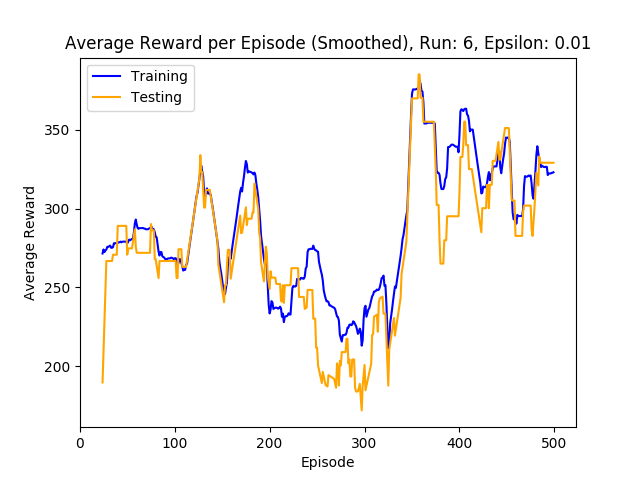 Average Reward per Episode (Smoothed), Run: 6, Epsilon: 0.01
Training
Testing
350
300
250
200
Average Reward
0 100 200 300 400 500
Episode